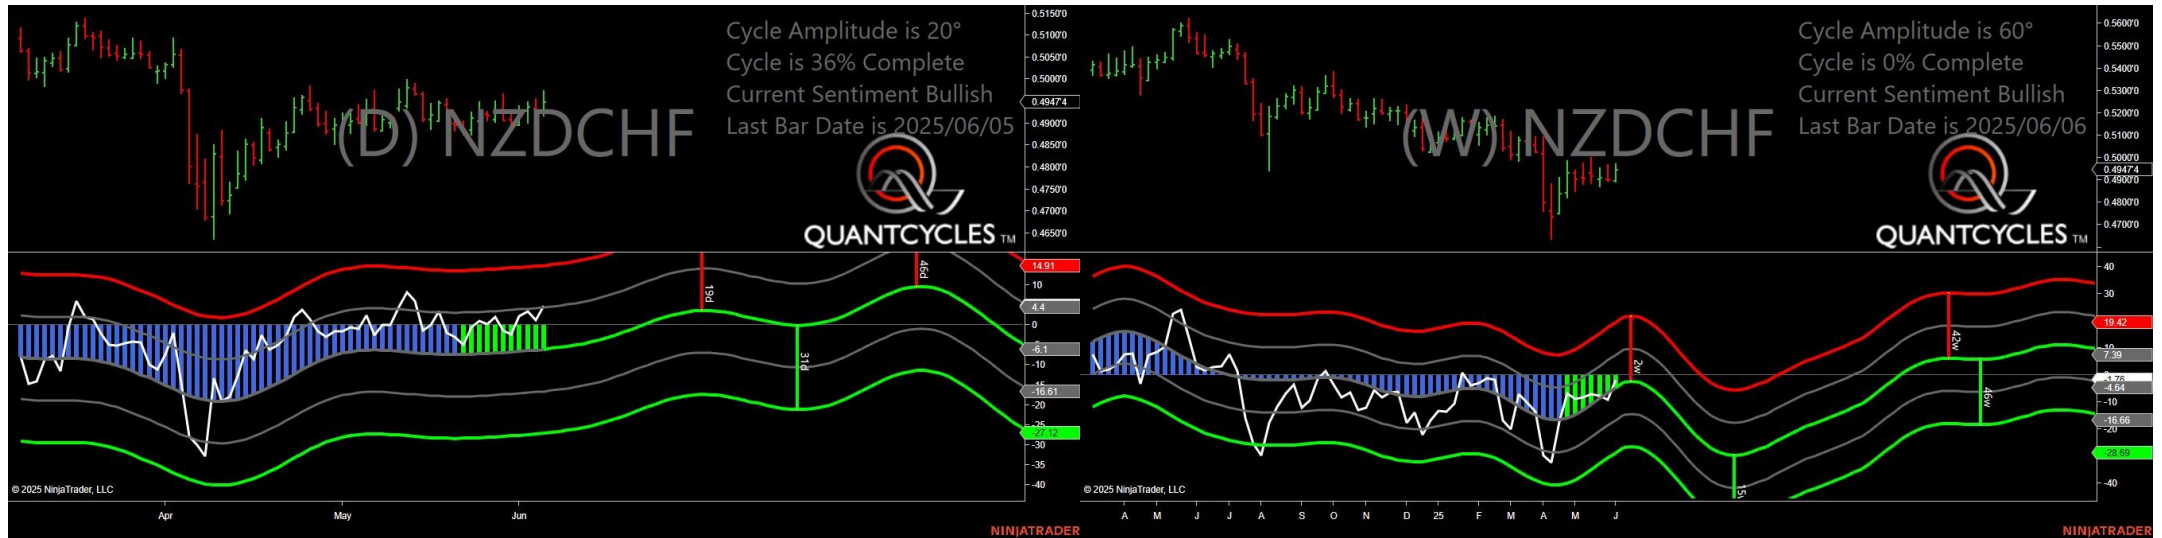 Cycle Amplitude is 20°
Cycle is 36% Complete
Current Sentiment Bullish
Last Bar Date is 2025/06/05
(D) NZDCHF
QUANTCYCLES TM
0.5150'0
0.5100'0
0.5050'0
0.5000'0
0.4947'4
0.4900'0
0.4850'0
0.4800'0
0.4750'0
0.4700'0
0.4650'0
19d
31d
46d
14.91
10
4.4
0
-6.1
-10
-16.61
-20
-27.12
-30
-35
-40
© 2025 NinjaTrader, LLC
Apr
May
Jun
NINJATRADER
Cycle Amplitude is 60°
Cycle is 0% Complete
Current Sentiment Bullish
Last Bar Date is 2025/06/06
(W) NZDCHF
QUANTCYCLES TM
0.5600'0
0.5500'0
0.5400'0
0.5300'0
0.5200'0
0.5100'0
0.5000'0
0.4947'4
0.4900'0
0.4800'0
0.4700'0
2w
15
42w
46w
40
30
19.42
7.39
-4.64
-10
-16.66
-20
-28.69
-40
© 2025 NinjaTrader, LLC
A M J J A S O N D 25 F M A M J
NINJATRADER